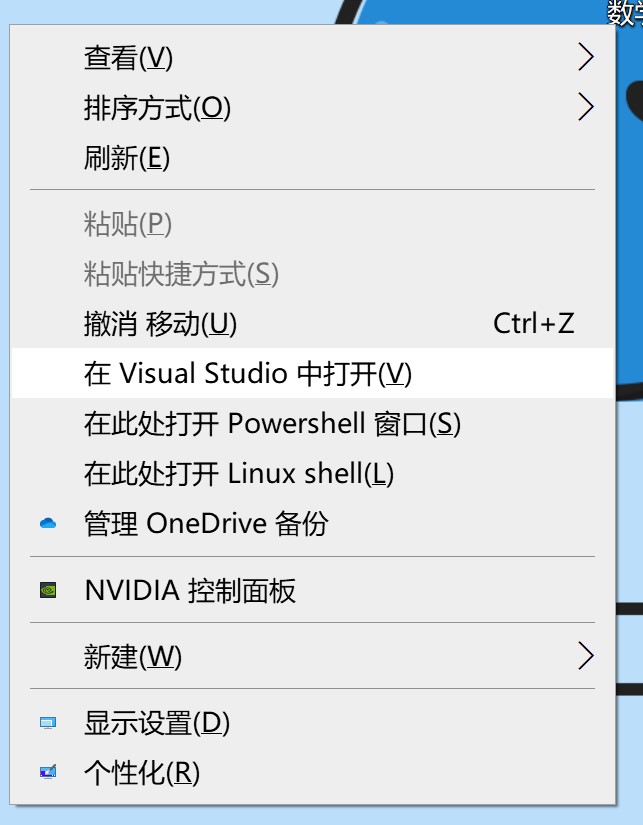 数学
查看(V)
排序方式(O)
刷新(E)
粘贴(P)
粘贴快捷方式(S)
撤消 移动(U) Ctrl+Z
在 Visual Studio 中打开(V)
在此处打开 Powershell 窗口(S)
在此处打开 Linux shell(L)
管理 OneDrive 备份
NVIDIA 控制面板
新建(W)
显示设置(D)
个性化(R)